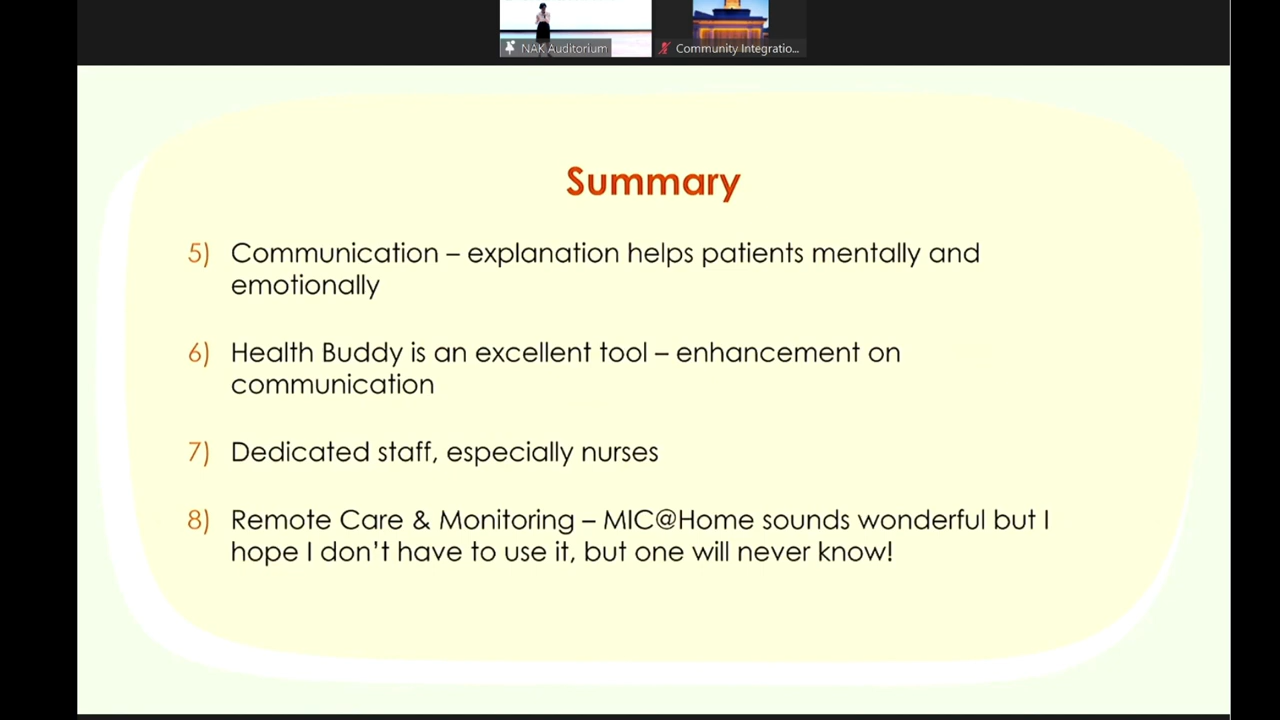 NAK Auditorium
Community Integratio...
Summary
5) Communication – explanation helps patients mentally and
emotionally
6) Health Buddy is an excellent tool – enhancement on
communication
7) Dedicated staff, especially nurses
8) Remote Care & Monitoring – MIC@Home sounds wonderful but I
hope I don’t have to use it, but one will never know!